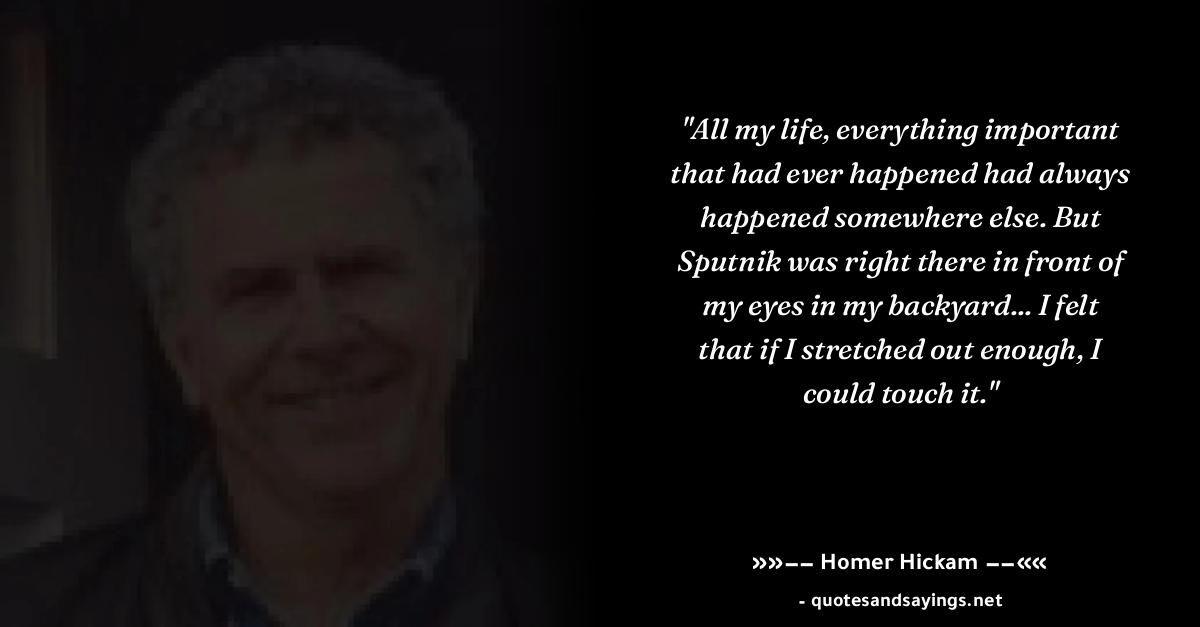 "All my life, everything important
that had ever happened had always
happened somewhere else. But
Sputnik was right there in front of
my eyes in my backyard... I felt
that if I stretched out enough, I
could touch it."
»»–– Homer Hickam ––««
- quotesandsayings.net